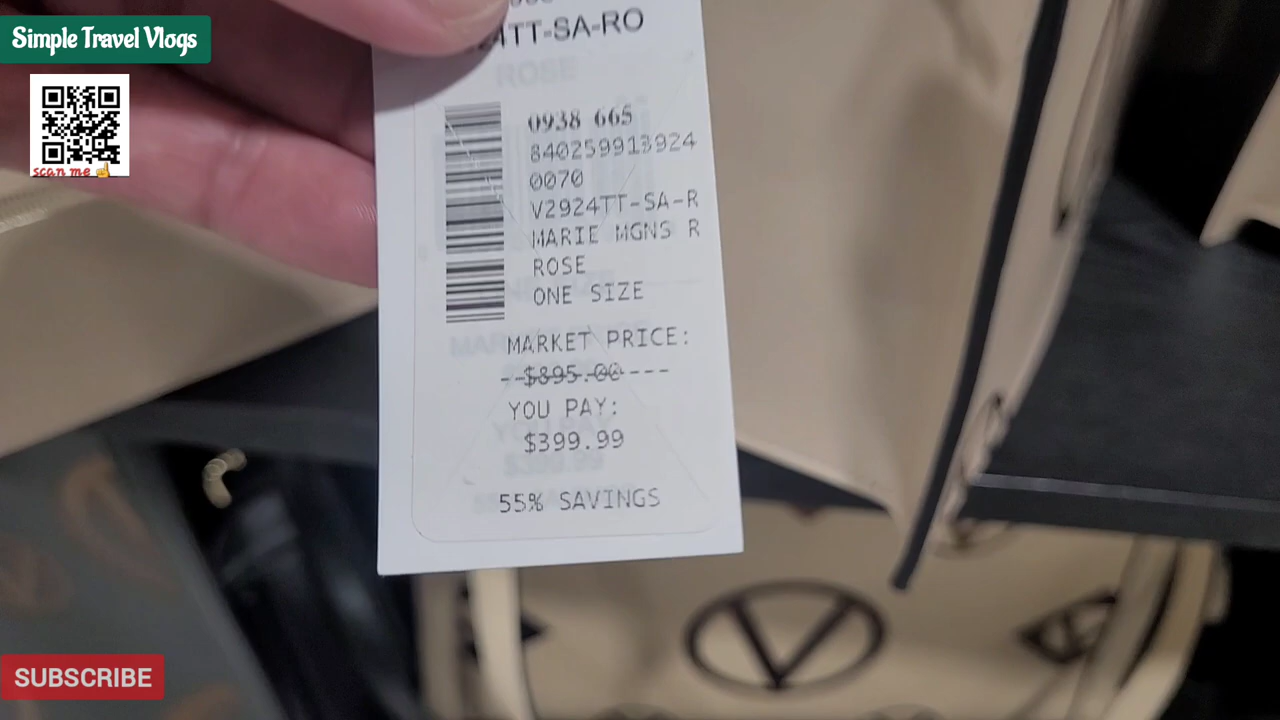 Simple Travel Vlogs
scan me
TT-SA-RO
ROSE
0938 665
840259913924
0070
V2924TT-SA-R
MARIE MGNS R
ROSE
ONE SIZE
MARKET PRICE:
--$895.00---
YOU PAY:
$399.99
55% SAVINGS
V
SUBSCRIBE